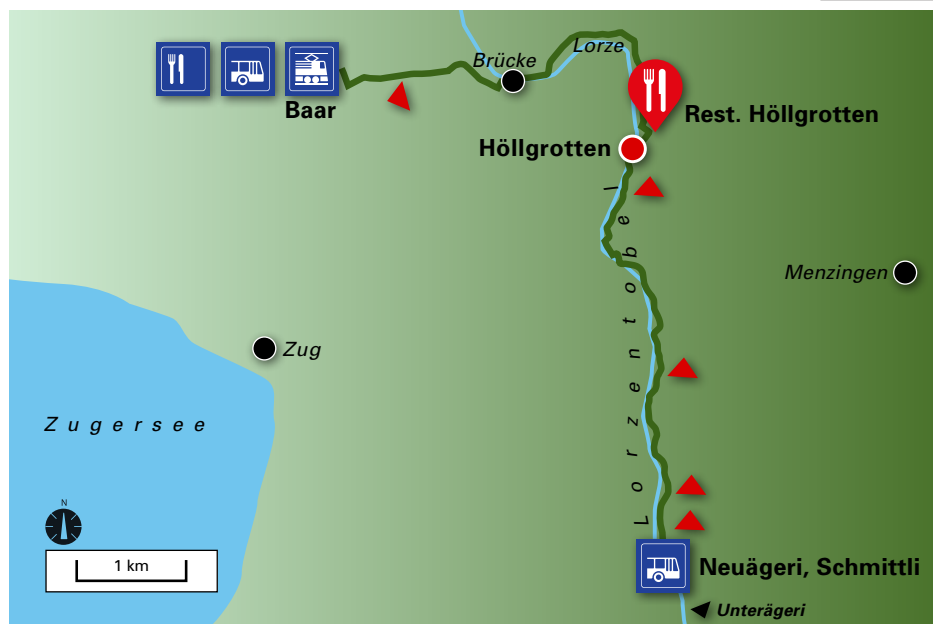 Lorze
Brücke
Baar
Rest. Höllgrotten
Höllgrotten
Lorzentobel
Menzingen
Zug
Zugersee
N
1 km
Neuägeri, Schmittli
Unterägeri